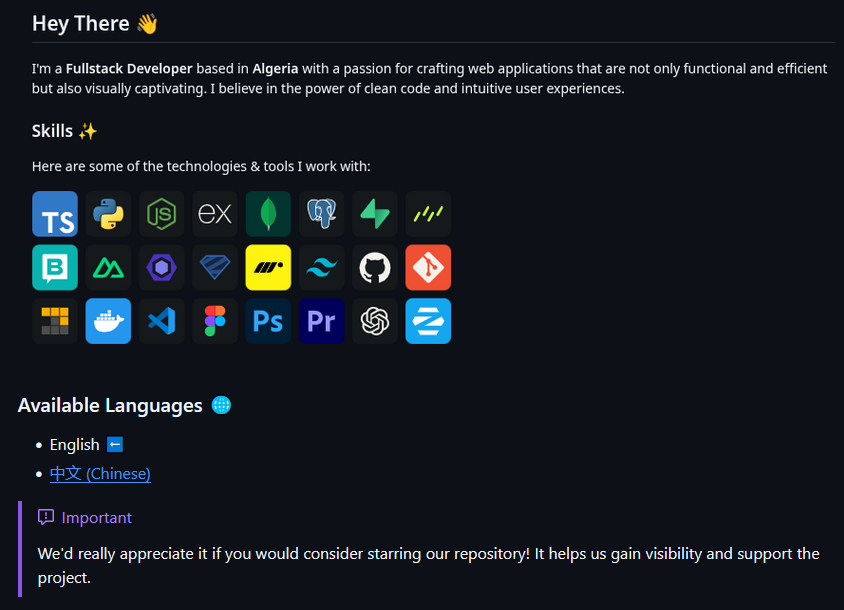 Hey There 👋
I'm a Fullstack Developer based in Algeria with a passion for crafting web applications that are not only functional and efficient
but also visually captivating. I believe in the power of clean code and intuitive user experiences.
Skills ✨
Here are some of the technologies & tools I work with:
TS JS ex
B
Ps Pr
Available Languages 🌐
English ⬅️
中文 (Chinese)
Important
We'd really appreciate it if you would consider starring our repository! It helps us gain visibility and support the
project.